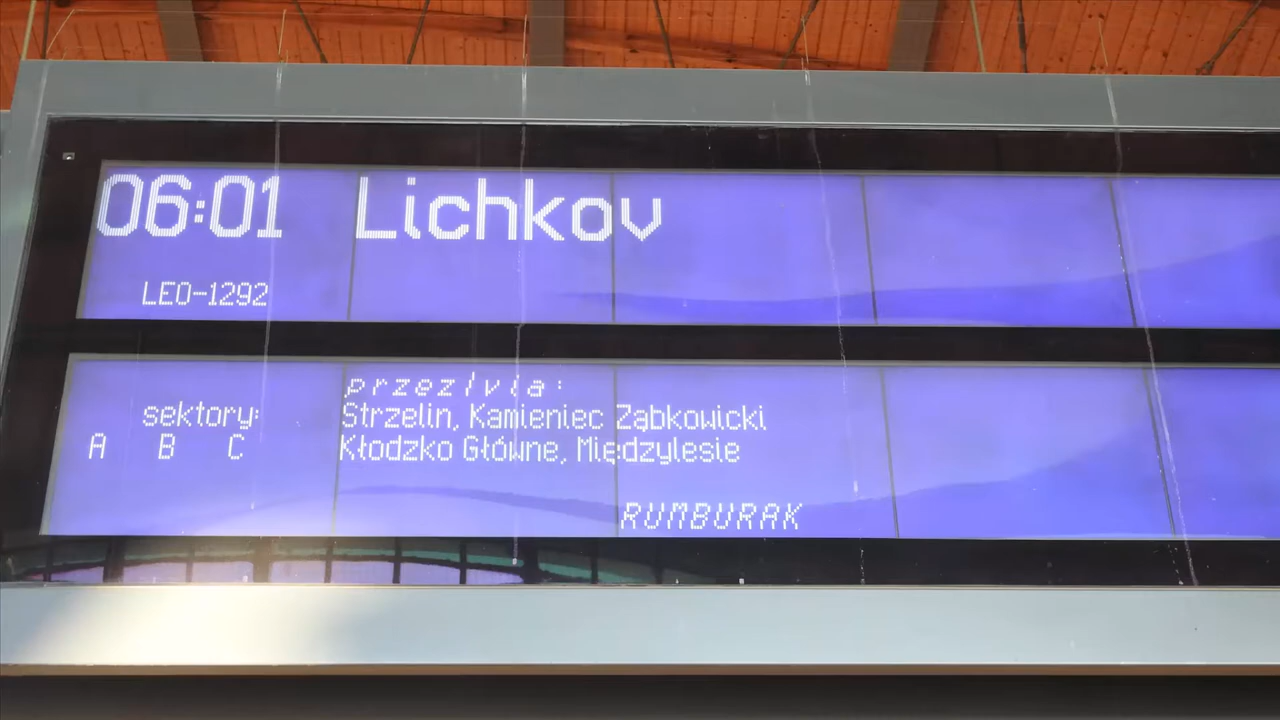 06:01 Lichkov
LEO-1292
przez/via:
sektory:
Strzelin, Kamieniec Ząbkowicki
A B C
Kłodzko Główne, Międzylesie
RUMBURAK